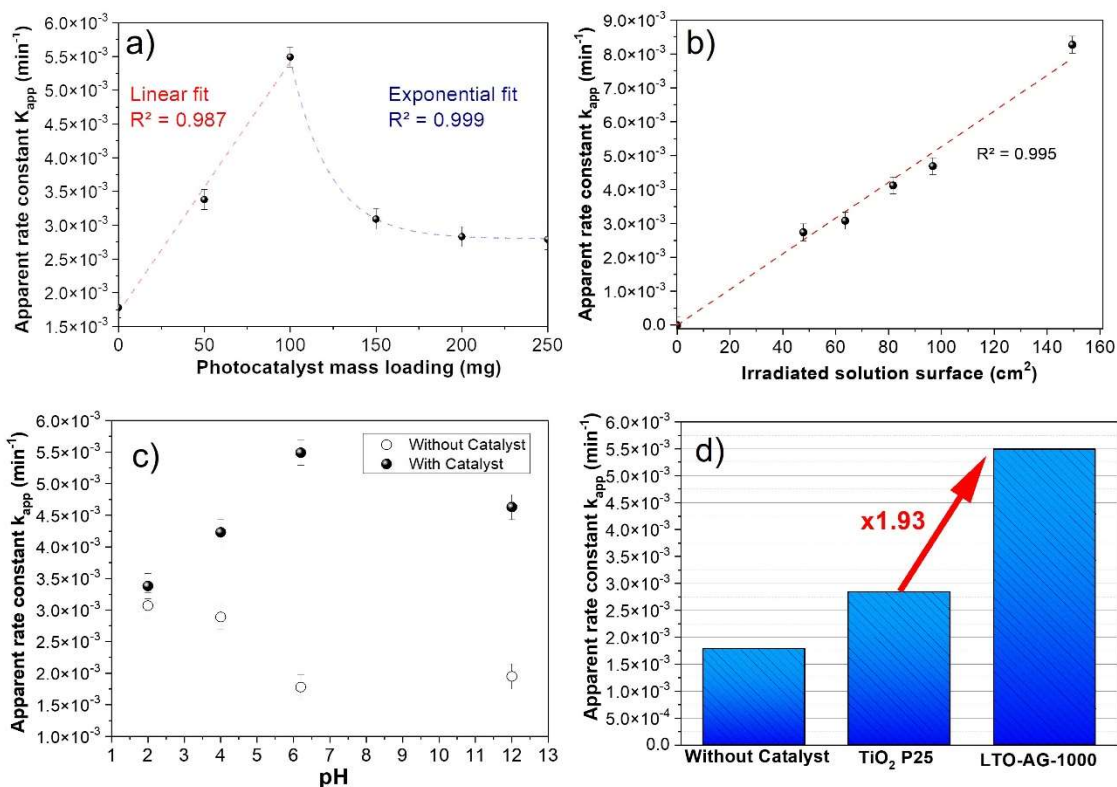 a)
Apparent rate constant K_app (min⁻¹)
6.0×10⁻³
5.5×10⁻³
5.0×10⁻³
4.5×10⁻³
4.0×10⁻³
3.5×10⁻³
3.0×10⁻³
2.5×10⁻³
2.0×10⁻³
1.5×10⁻³
Linear fit
R² = 0.987
Exponential fit
R² = 0.999
0 50 100 150 200 250
Photocatalyst mass loading (mg)
b)
Apparent rate constant k_app (min⁻¹)
9.0×10⁻³
8.0×10⁻³
7.0×10⁻³
6.0×10⁻³
5.0×10⁻³
4.0×10⁻³
3.0×10⁻³
2.0×10⁻³
1.0×10⁻³
0.0
R² = 0.995
0 20 40 60 80 100 120 140 160
Irradiated solution surface (cm²)
c)
Apparent rate constant k_app (min⁻¹)
6.0×10⁻³
5.5×10⁻³
5.0×10⁻³
4.5×10⁻³
4.0×10⁻³
3.5×10⁻³
3.0×10⁻³
2.5×10⁻³
2.0×10⁻³
1.5×10⁻³
1.0×10⁻³
Without Catalyst
With Catalyst
1 2 3 4 5 6 7 8 9 10 11 12 13
pH
d)
Apparent rate constant k_app (min⁻¹)
6.0×10⁻³
5.5×10⁻³
5.0×10⁻³
4.5×10⁻³
4.0×10⁻³
3.5×10⁻³
3.0×10⁻³
2.5×10⁻³
2.0×10⁻³
1.5×10⁻³
1.0×10⁻³
5.0×10⁻⁴
0.0
x1.93
Without Catalyst TiO₂ P25 LTO-AG-1000